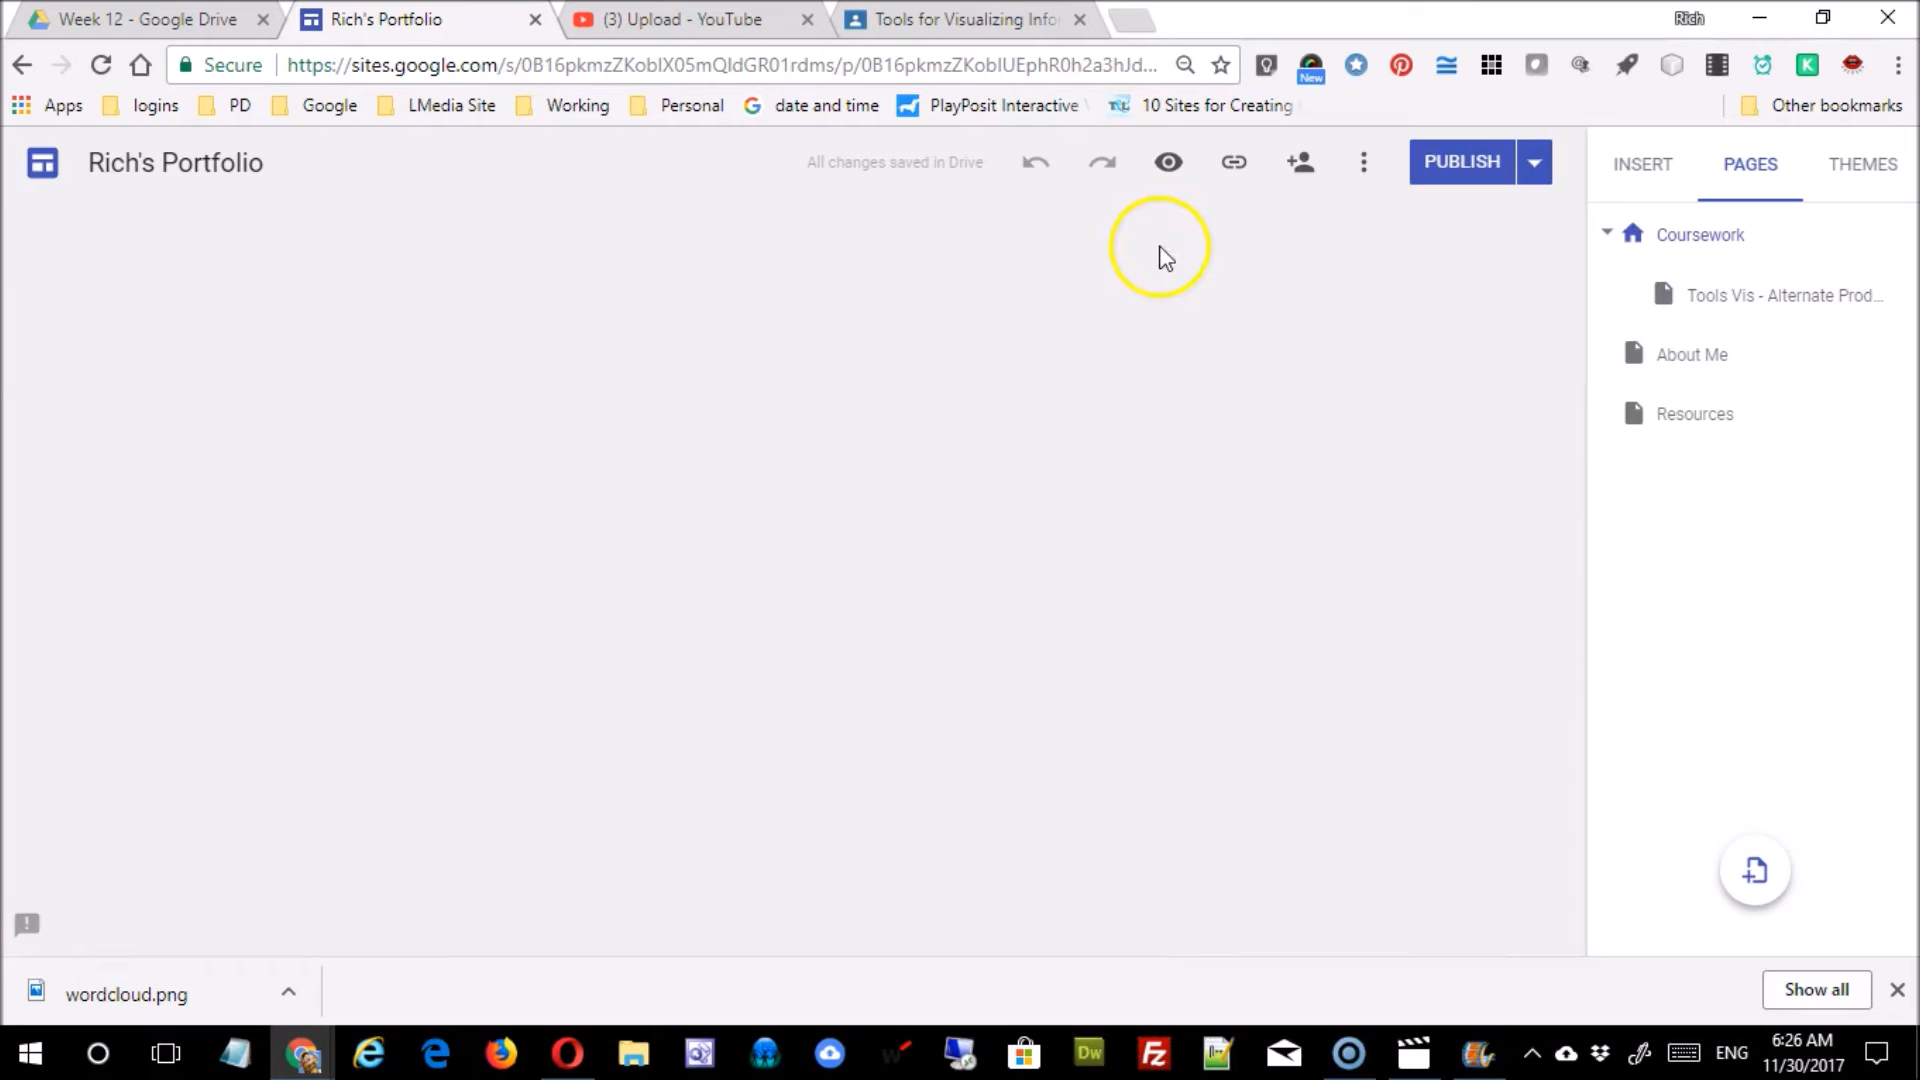 Week 12 - Google Drive
Rich's Portfolio
(3) Upload - YouTube
Tools for Visualizing Info
Rich
Secure
https://sites.google.com/s/0B16pkmzZKoblX05mQldGR01rdms/p/0B16pkmzZKoblUEphR0h2a3hJd...
New
Apps
logins
PD
Google
LMedia Site
Working
Personal
date and time
PlayPosit Interactive
10 Sites for Creating
Other bookmarks
Rich's Portfolio
All changes saved in Drive
PUBLISH
INSERT
PAGES
THEMES
Coursework
Tools Vis - Alternate Prod...
About Me
Resources
wordcloud.png
Show all
Dw
ENG
6:26 AM
11/30/2017